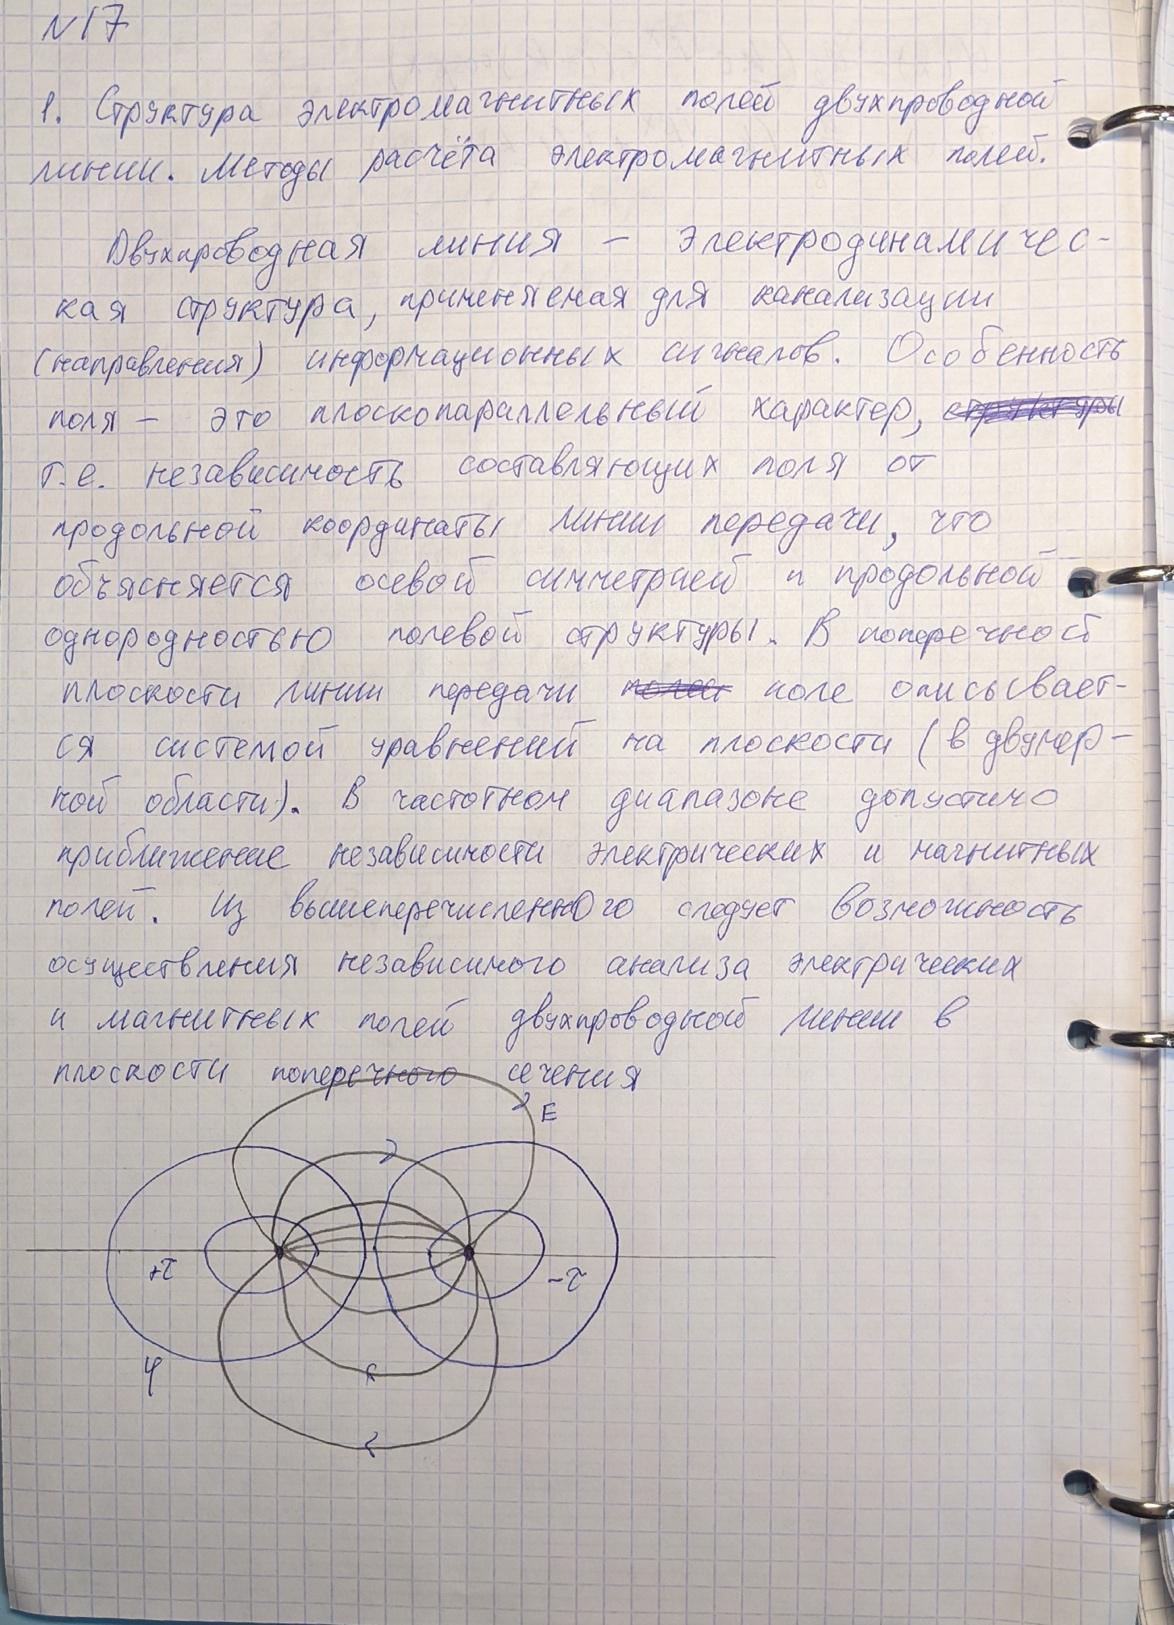 N17
1. Структура электромагнитных полей двухпроводной
линии. Методы расчёта электромагнитных полей.
Двухпроводная линия – электродинамичес-
кая структура, применяемая для канализации
(направления) информационных сигналов. Особенность
поля – это плоскопараллельный характер,
т.е. независимость составляющих поля от
продольной координаты линии передачи, что
объясняется осевой симметрией и продольной
однородностью полевой структуры. В поперечной
плоскости линии передачи поле описывает-
ся системой уравнений на плоскости (в двумер-
ной области). В частотном диапазоне допустимо
приближение независимости электрических и магнитных
полей. Из вышеперечисленного следует возможность
осуществления независимого анализа электрических
и магнитных полей двухпроводной линии в
плоскости поперечного сечения
E
+τ
-τ
φ